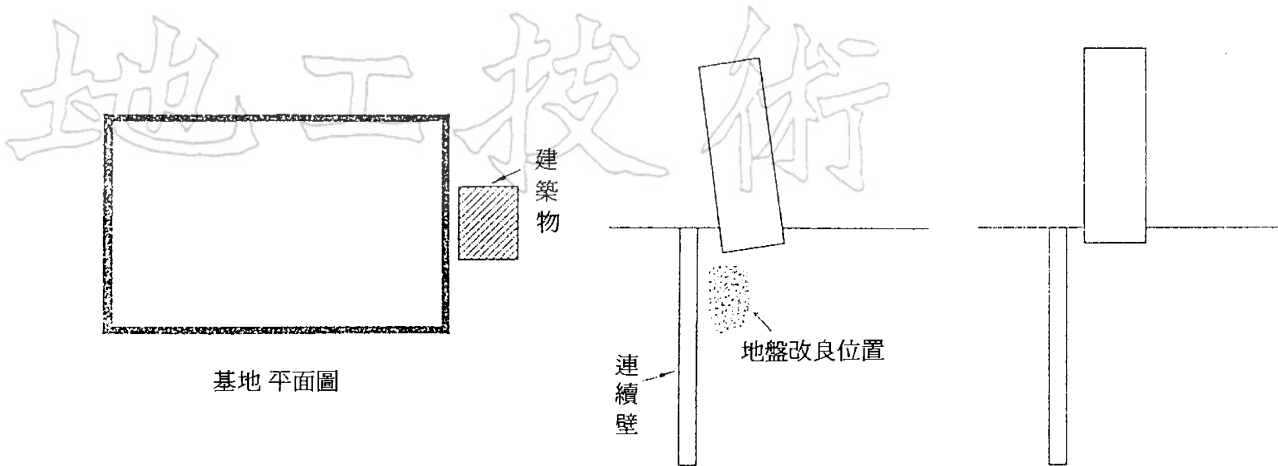 地工技術
建築物
基地 平面圖
地盤改良位置
連續壁